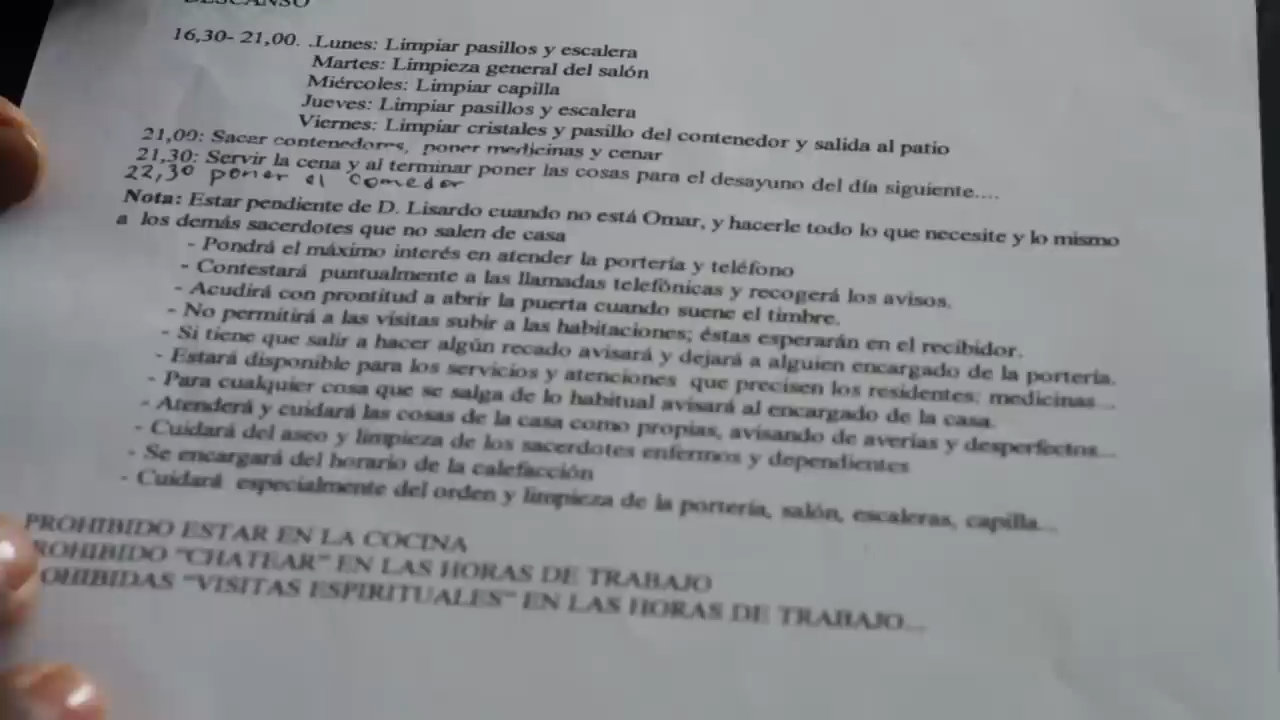 DESCANSO
16,30- 21,00. .Lunes: Limpiar pasillos y escalera
Martes: Limpieza general del salón
Miércoles: Limpiar capilla
Jueves: Limpiar pasillos y escalera
Viernes: Limpiar cristales y pasillo del contenedor y salida al patio
21,00: Sacar contenedores, poner medicinas y cenar
21,30: Servir la cena y al terminar poner las cosas para el desayuno del día siguiente....
22,30 poner el comedor
Nota: Estar pendiente de D. Lisardo cuando no está Omar, y hacerle todo lo que necesite y lo mismo
a los demás sacerdotes que no salen de casa
- Pondrá el máximo interés en atender la portería y teléfono
- Contestará puntualmente a las llamadas telefónicas y recogerá los avisos.
- Acudirá con prontitud a abrir la puerta cuando suene el timbre.
- No permitirá a las visitas subir a las habitaciones; éstas esperarán en el recibidor.
- Si tiene que salir a hacer algún recado avisará y dejará a alguien encargado de la portería.
- Estará disponible para los servicios y atenciones que precisen los residentes: medicinas...
- Para cualquier cosa que se salga de lo habitual avisará al encargado de la casa.
- Atenderá y cuidará las cosas de la casa como propias, avisando de averías y desperfectos...
- Cuidará del aseo y limpieza de los sacerdotes enfermos y dependientes
- Se encargará del horario de la calefacción
- Cuidará especialmente del orden y limpieza de la portería, salón, escaleras, capilla...
PROHIBIDO ESTAR EN LA COCINA
ROHIBIDO "CHATEAR" EN LAS HORAS DE TRABAJO
OHIBIDAS "VISITAS ESPIRITUALES" EN LAS HORAS DE TRABAJO...